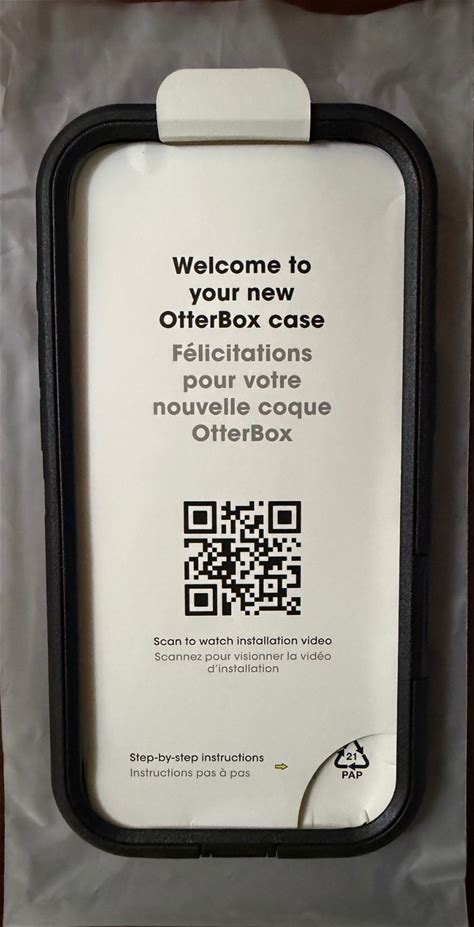 Welcome to
your new
OtterBox case
Félicitations
pour votre
nouvelle coque
OtterBox
Scan to watch installation video
Scannez pour visionner la vidéo
d'installation
Step-by-step instructions
Instructions pas à pas
21
PAP